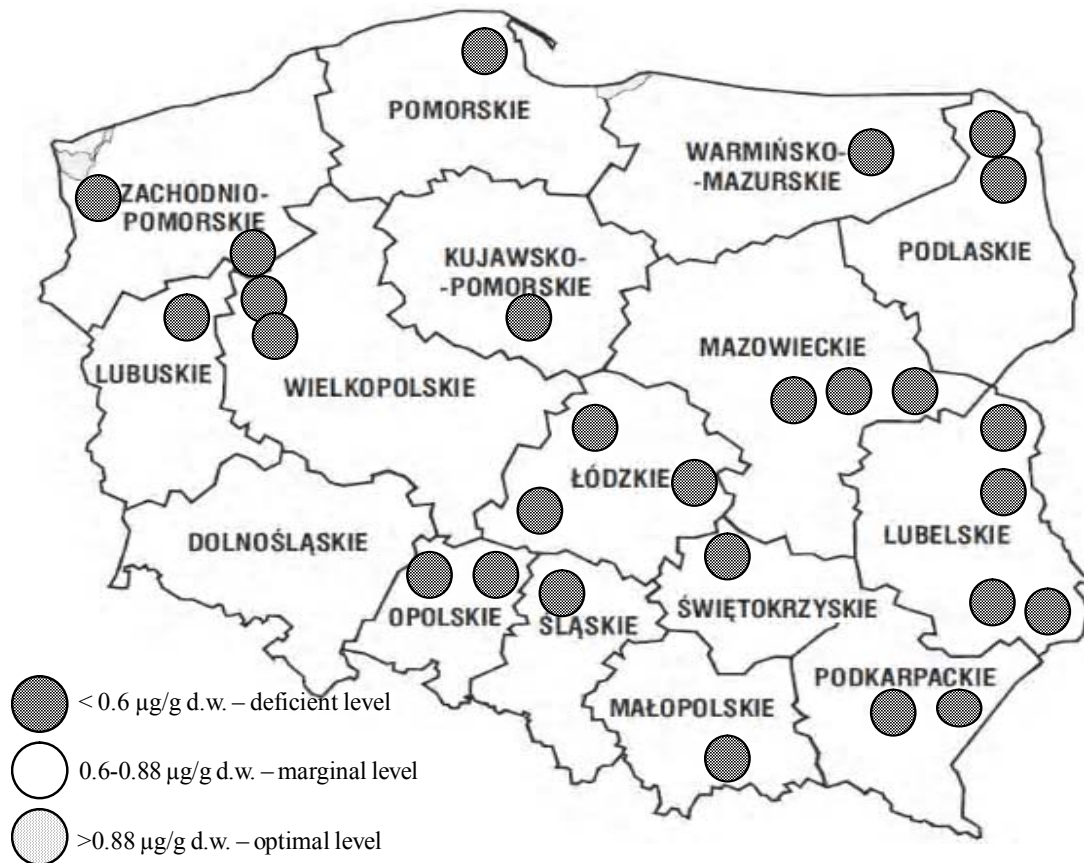 POMORSKIE
WARMIŃSKO-
-MAZURSKIE
ZACHODNIO-
POMORSKIE
PODLASKIE
KUJAWSKO-
-POMORSKIE
MAZOWIECKIE
LUBUSKIE
WIELKOPOLSKIE
ŁÓDZKIE
LUBELSKIE
DOLNOŚLĄSKIE
OPOLSKIE
ŚLĄSKIE
ŚWIĘTOKRZYSKIE
PODKARPACKIE
MAŁOPOLSKIE
< 0.6 µg/g d.w. – deficient level
0.6-0.88 µg/g d.w. – marginal level
>0.88 µg/g d.w. – optimal level